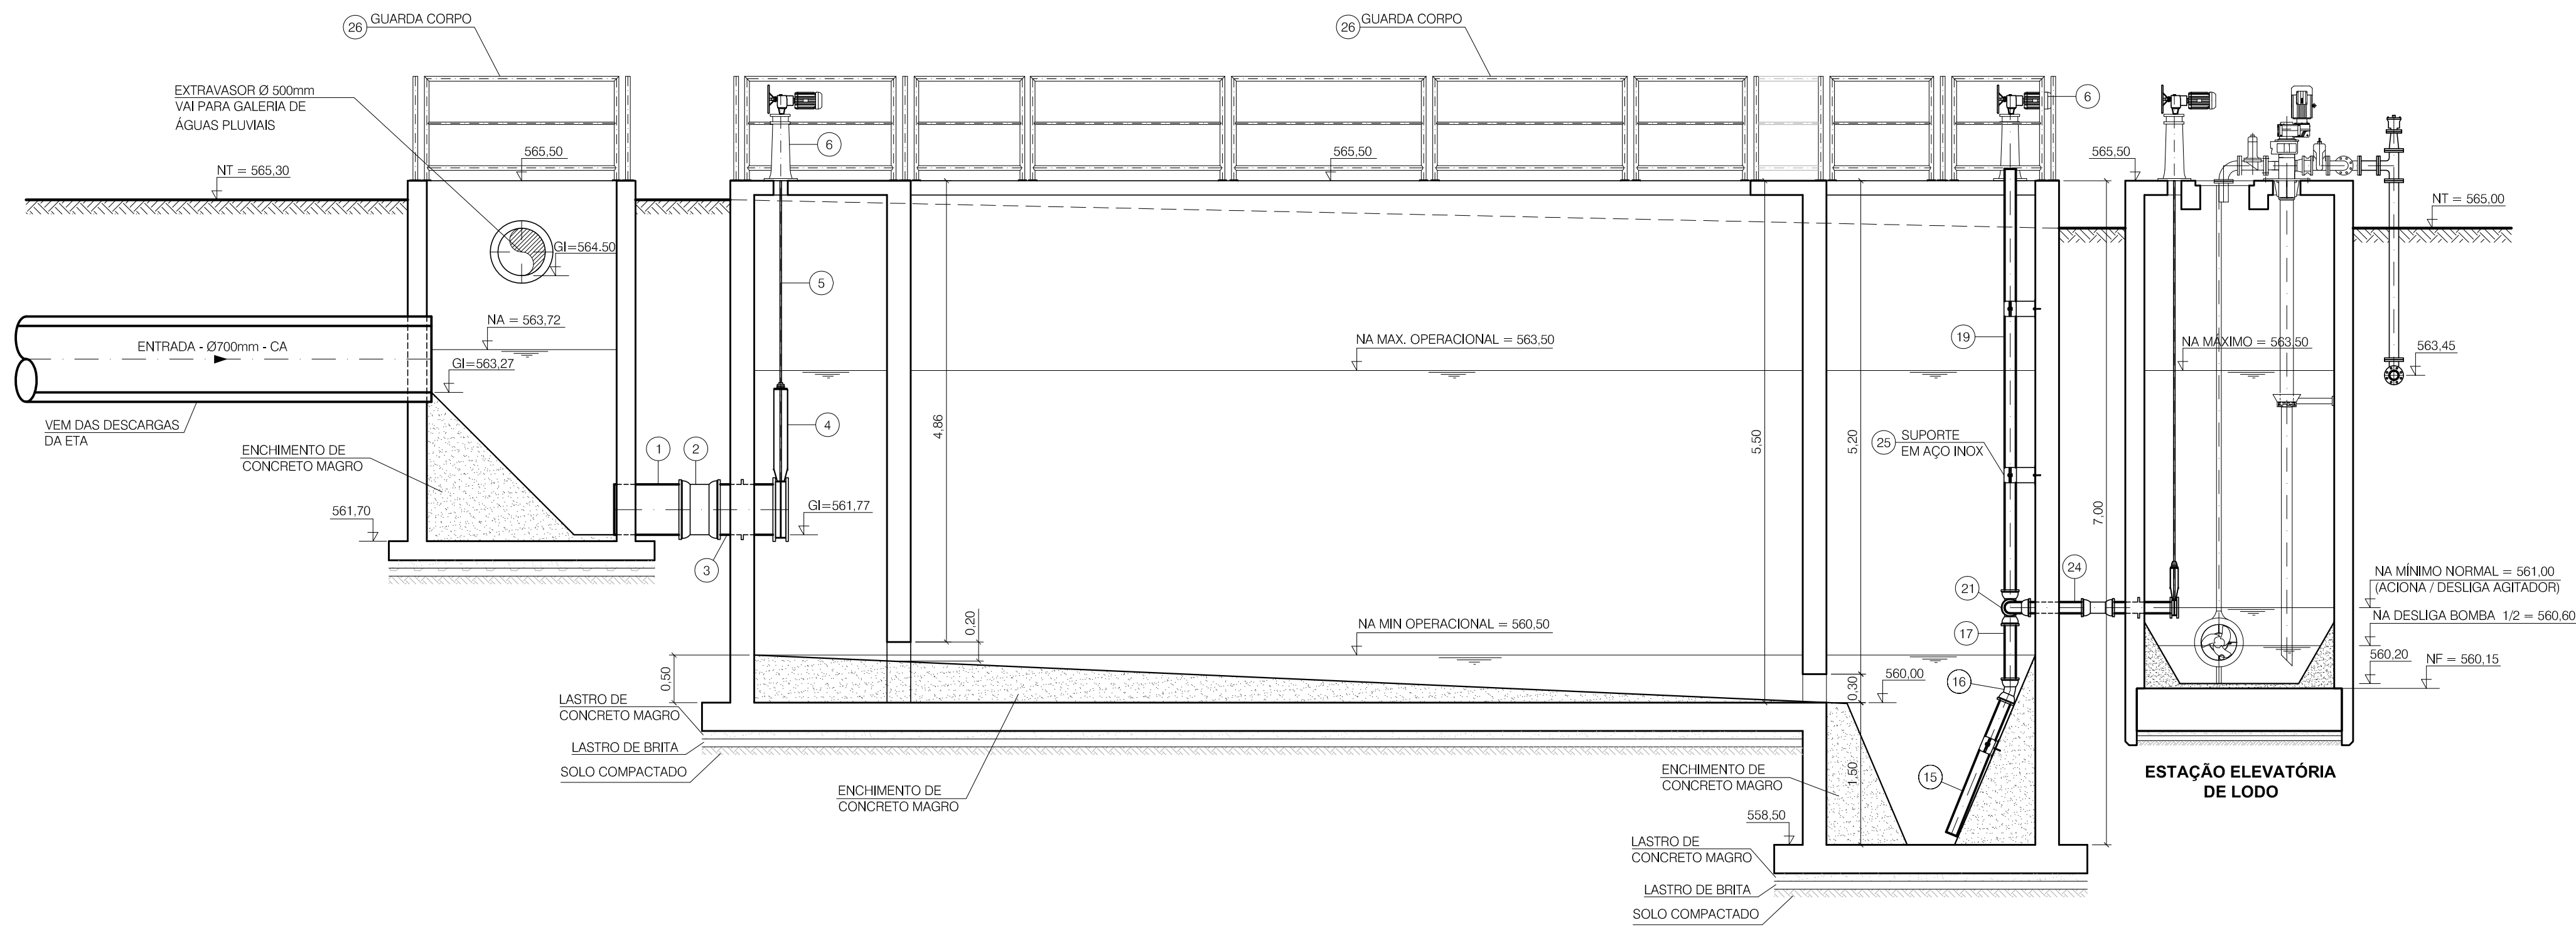 26 GUARDA CORPO
26 GUARDA CORPO
EXTRAVASOR Ø 500mm
VAI PARA GALERIA DE
ÁGUAS PLUVIAIS
6
6
NT = 565,30
565,50
565,50
565,50
NT = 565,00
GI=564.50
5
NA = 563,72
ENTRADA - Ø700mm - CA
GI=563,27
NA MAX. OPERACIONAL = 563,50
19
NA MÁXIMO = 563,50
563,45
VEM DAS DESCARGAS
DA ETA
4
4,86
5,50
5,20
7,00
25 SUPORTE
EM AÇO INOX
ENCHIMENTO DE
CONCRETO MAGRO
1
2
561,70
GI=561,77
3
21
24
NA MÍNIMO NORMAL = 561,00
(ACIONA / DESLIGA AGITADOR)
NA DESLIGA BOMBA 1/2 = 560,60
0,20
NA MIN OPERACIONAL = 560,50
17
560,20
NF = 560,15
0,50
0,30
560,00
16
LASTRO DE
CONCRETO MAGRO
LASTRO DE BRITA
SOLO COMPACTADO
ENCHIMENTO DE
CONCRETO MAGRO
ENCHIMENTO DE
CONCRETO MAGRO
1,50
15
ESTAÇÃO ELEVATÓRIA
DE LODO
558,50
LASTRO DE
CONCRETO MAGRO
LASTRO DE BRITA
SOLO COMPACTADO